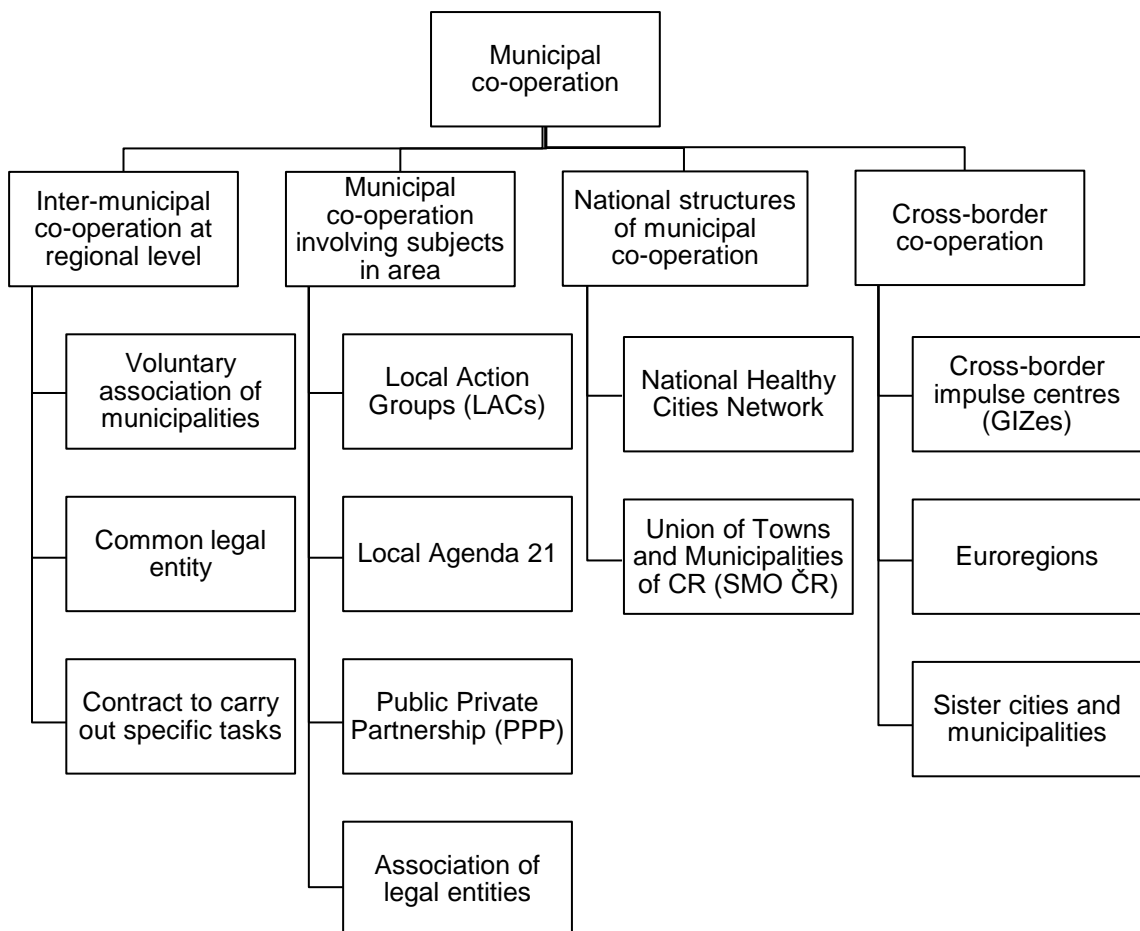 Municipal
co-operation
Inter-municipal
co-operation at
regional level
Voluntary
association of
municipalities
Common legal
entity
Contract to carry
out specific tasks
Municipal
co-operation
involving subjects
in area
Local Action
Groups (LACs)
Local Agenda 21
Public Private
Partnership (PPP)
Association of
legal entities
National structures
of municipal
co-operation
National Healthy
Cities Network
Union of Towns
and Municipalities
of CR (SMO ČR)
Cross-border
co-operation
Cross-border
impulse centres
(GIZes)
Euroregions
Sister cities and
municipalities